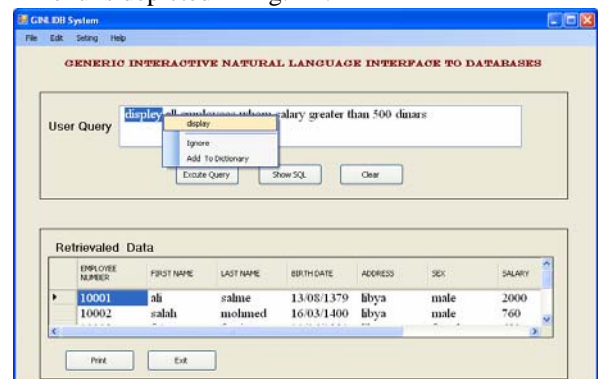 GINLIDB System
File Edit Seting Help
GENERIC INTERACTIVE NATURAL LANGUAGE INTERFACE TO DATABASES
User Query
displey all employees whom salary greater than 500 dinars
display
Ignore
Add To Dictionary
Excute Query Show SQL Clear
Retrievaled Data
EMPLOYEE NUMBER FIRST NAME LAST NAME BIRTH DATE ADDRESS SEX SALARY
10001 ali salme 13/08/1379 libya male 2000
10002 salah mohmed 16/03/1400 libya male 760
Print Exit